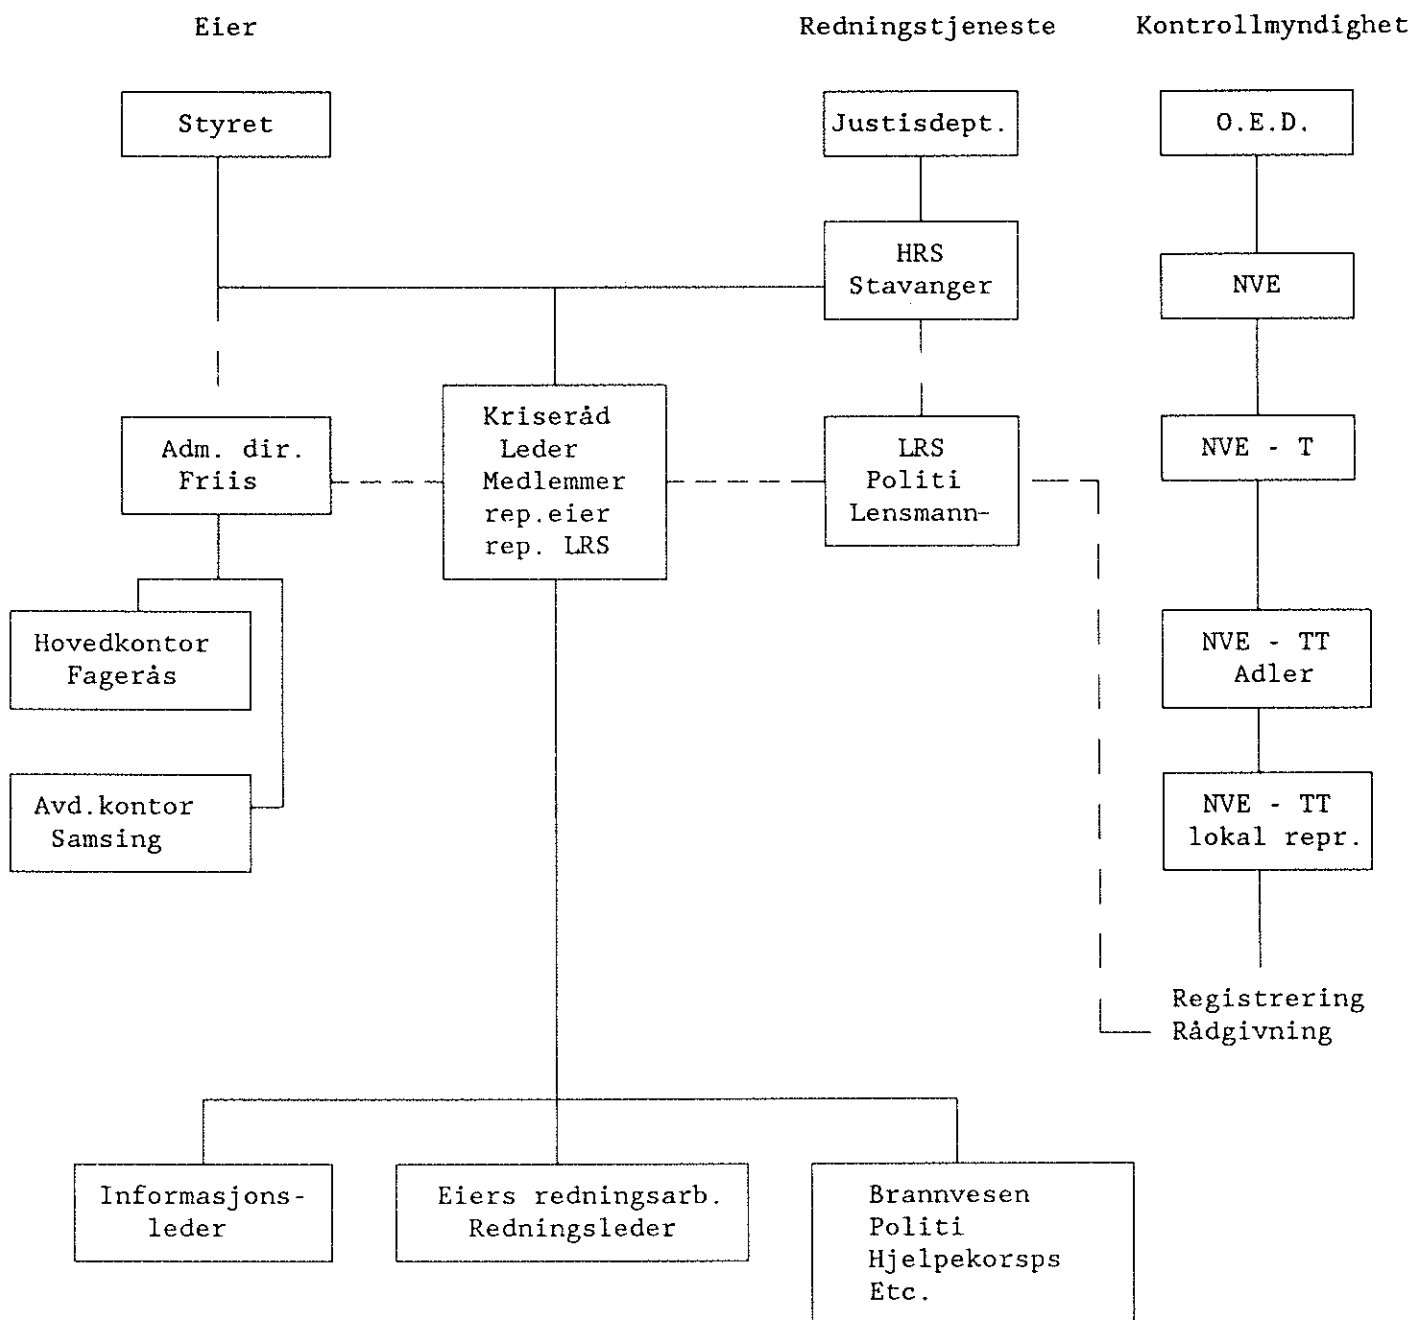 Eier
Redningstjeneste
Kontrollmyndighet
Styret
Justisdept.
O.E.D.
HRS
Stavanger
NVE
Adm. dir.
Friis
Kriseråd
Leder
Medlemmer
rep.eier
rep. LRS
LRS
Politi
Lensmann-
NVE - T
Hovedkontor
Fagerås
NVE - TT
Adler
Avd.kontor
Samsing
NVE - TT
lokal repr.
Registrering
Rådgivning
Informasjons-
leder
Eiers redningsarb.
Redningsleder
Brannvesen
Politi
Hjelpekorsps
Etc.